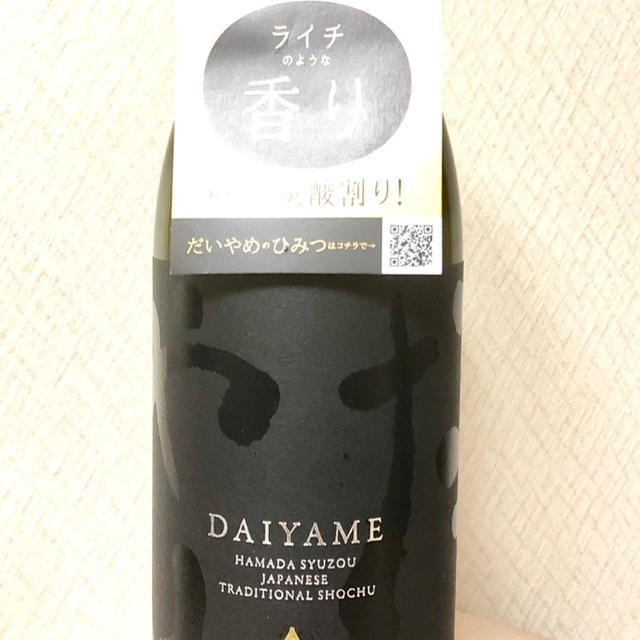 ライチ
のような
香り
酸割り!
だいやめのひみつはコチラで→
DAIYAME
HAMADA SYUZOU
JAPANESE
TRADITIONAL SHOCHU